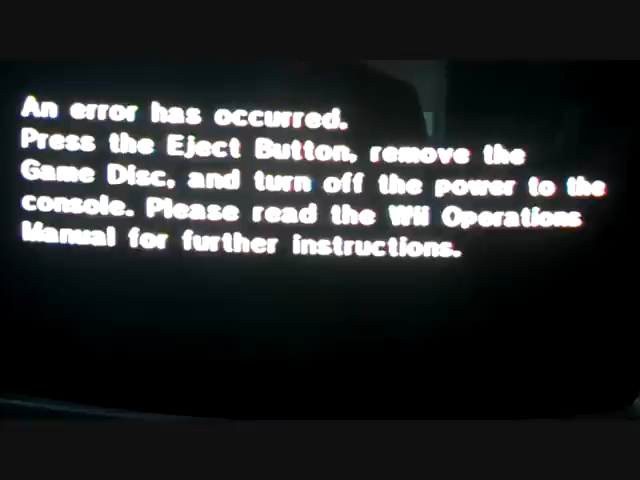 An error has occurred.
Press the Eject Button, remove the
Game Disc, and turn off the power to the
console. Please read the Wii Operations
Manual for further instructions.